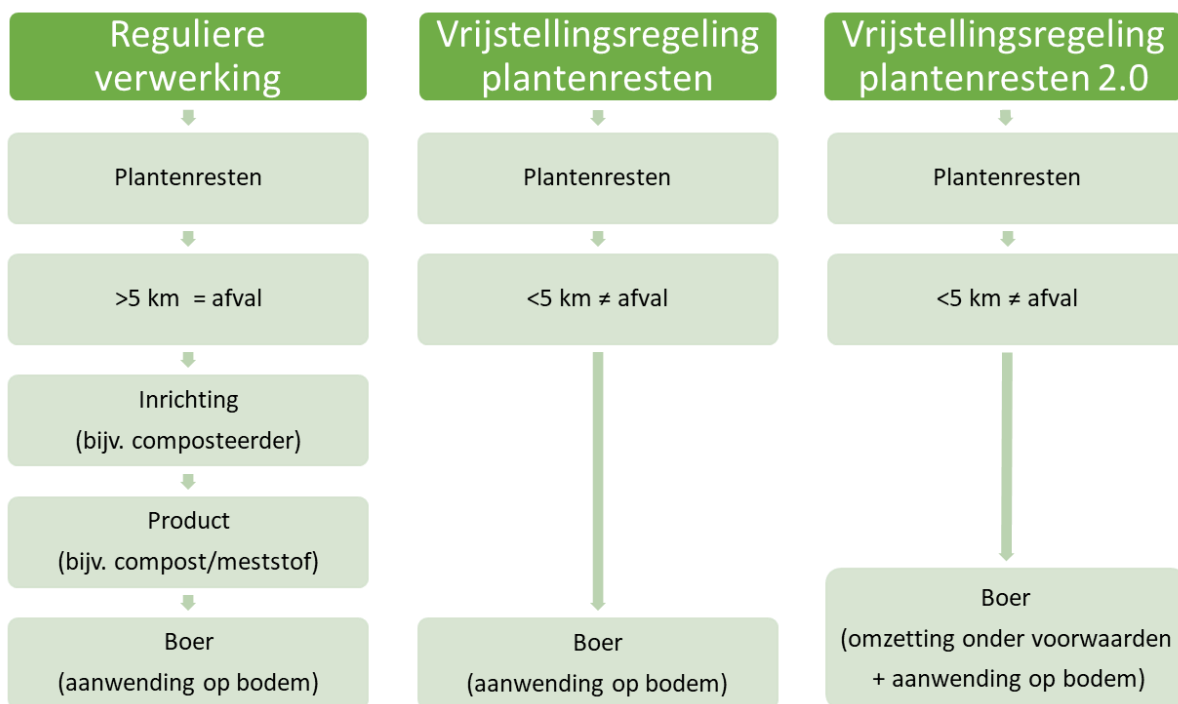 Reguliere
verwerking
Plantenresten
>5 km = afval
Inrichting
(bijv. composteerder)
Product
(bijv. compost/meststof)
Boer
(aanwending op bodem)
Vrijstellingsregeling
plantenresten
Plantenresten
<5 km ≠ afval
Boer
(aanwending op bodem)
Vrijstellingsregeling
plantenresten 2.0
Plantenresten
<5 km ≠ afval
Boer
(omzetting onder voorwaarden
+ aanwending op bodem)